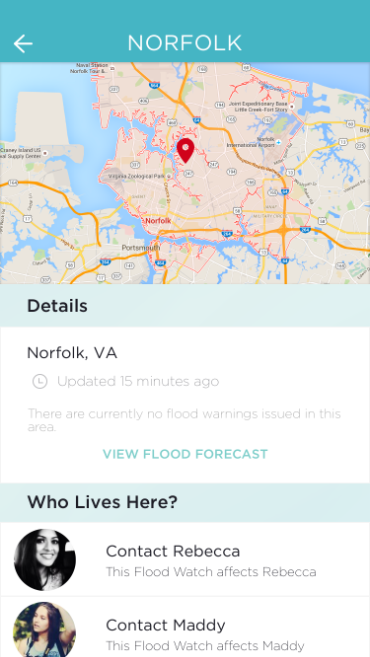 NORFOLK
Naval Station
Norfolk Tour &..
Joint Expeditionary Base
Little Creek-Fort Story
Craney Island US
al Supply Center
Norfolk
International Airport
Virginia Zoological Park
Norfolk
Portsmouth
Details
Norfolk, VA
Updated 15 minutes ago
There are currently no flood warnings issued in this
area.
VIEW FLOOD FORECAST
Who Lives Here?
Contact Rebecca
This Flood Watch affects Rebecca
Contact Maddy
This Flood Watch affects Maddy